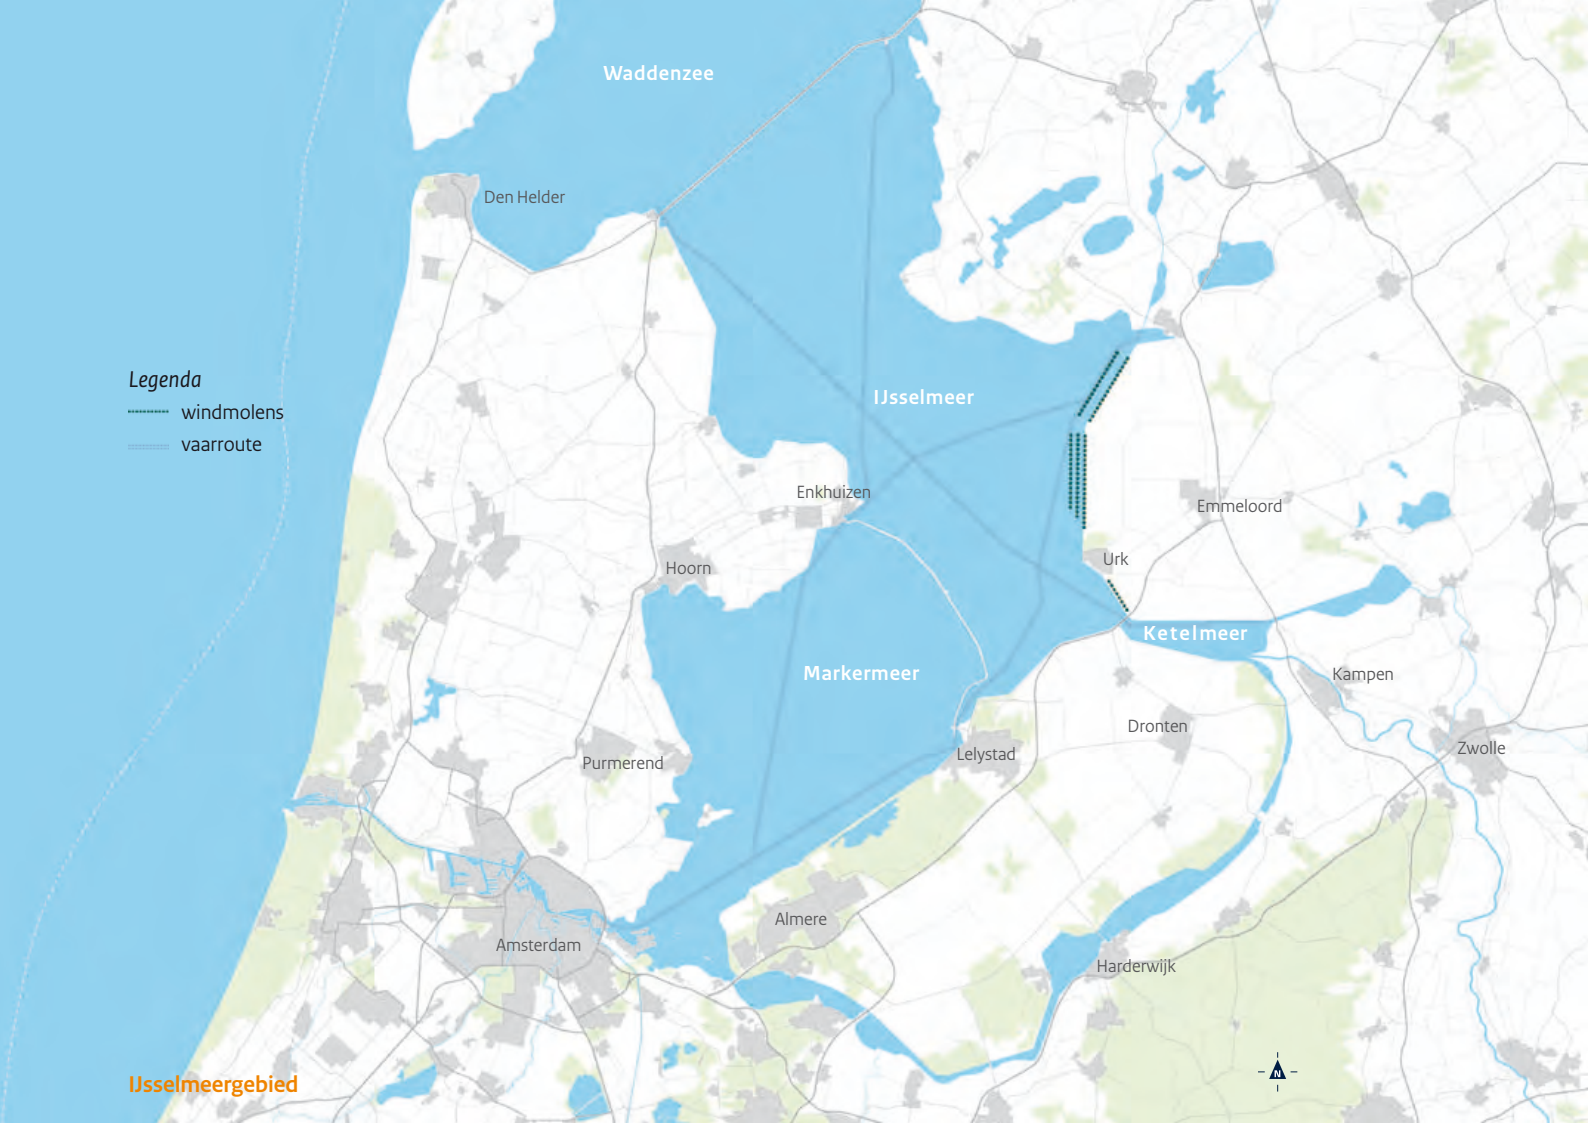 Waddenzee
Den Helder
Legenda
windmolens
vaarroute
IJsselmeer
Enkhuizen
Emmeloord
Urk
Hoorn
Ketelmeer
Markermeer
Kampen
Dronten
Zwolle
Lelystad
Purmerend
Almere
Amsterdam
Harderwijk
N
IJsselmeergebied